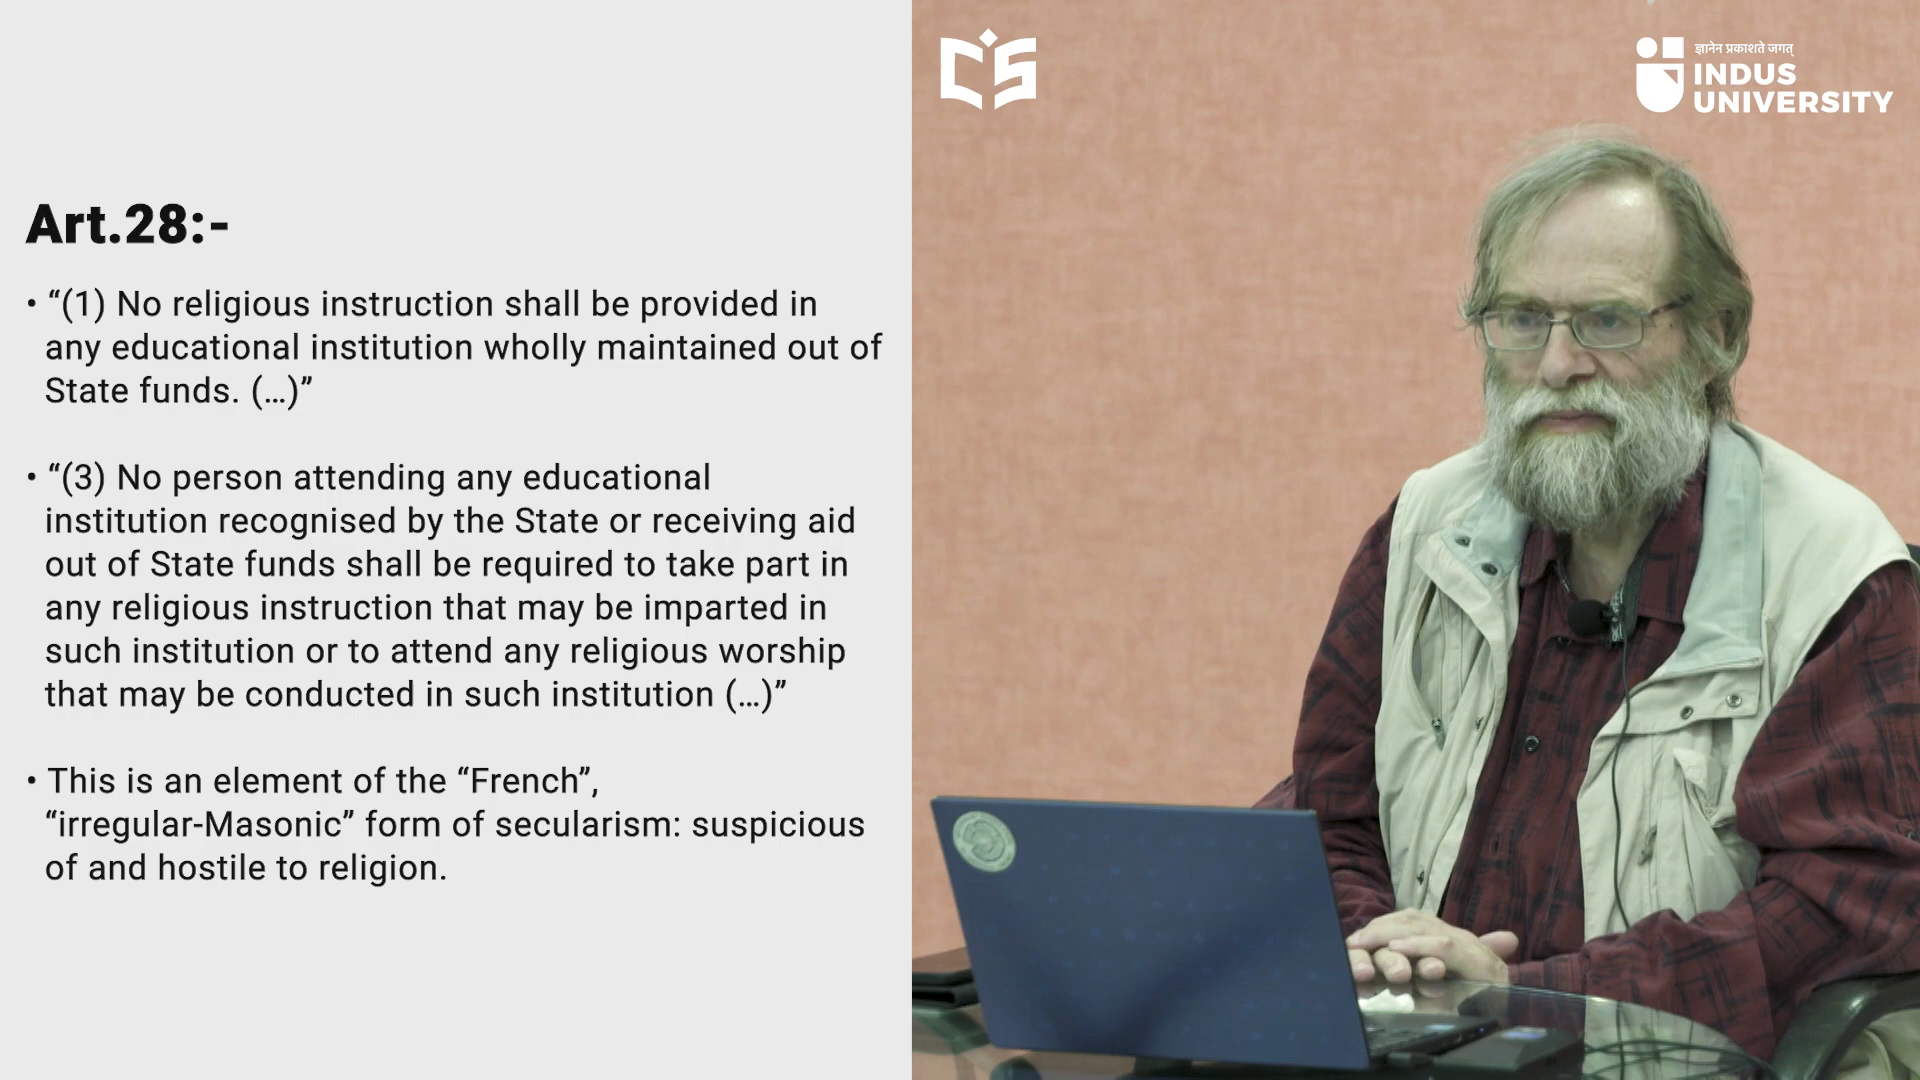 Art.28:-
• “(1) No religious instruction shall be provided in
any educational institution wholly maintained out of
State funds. (…)”
• “(3) No person attending any educational
institution recognised by the State or receiving aid
out of State funds shall be required to take part in
any religious instruction that may be imparted in
such institution or to attend any religious worship
that may be conducted in such institution (…)”
• This is an element of the “French”,
“irregular-Masonic” form of secularism: suspicious
of and hostile to religion.
CIS
ज्ञानेन प्रकाशते जगत्
INDUS
UNIVERSITY